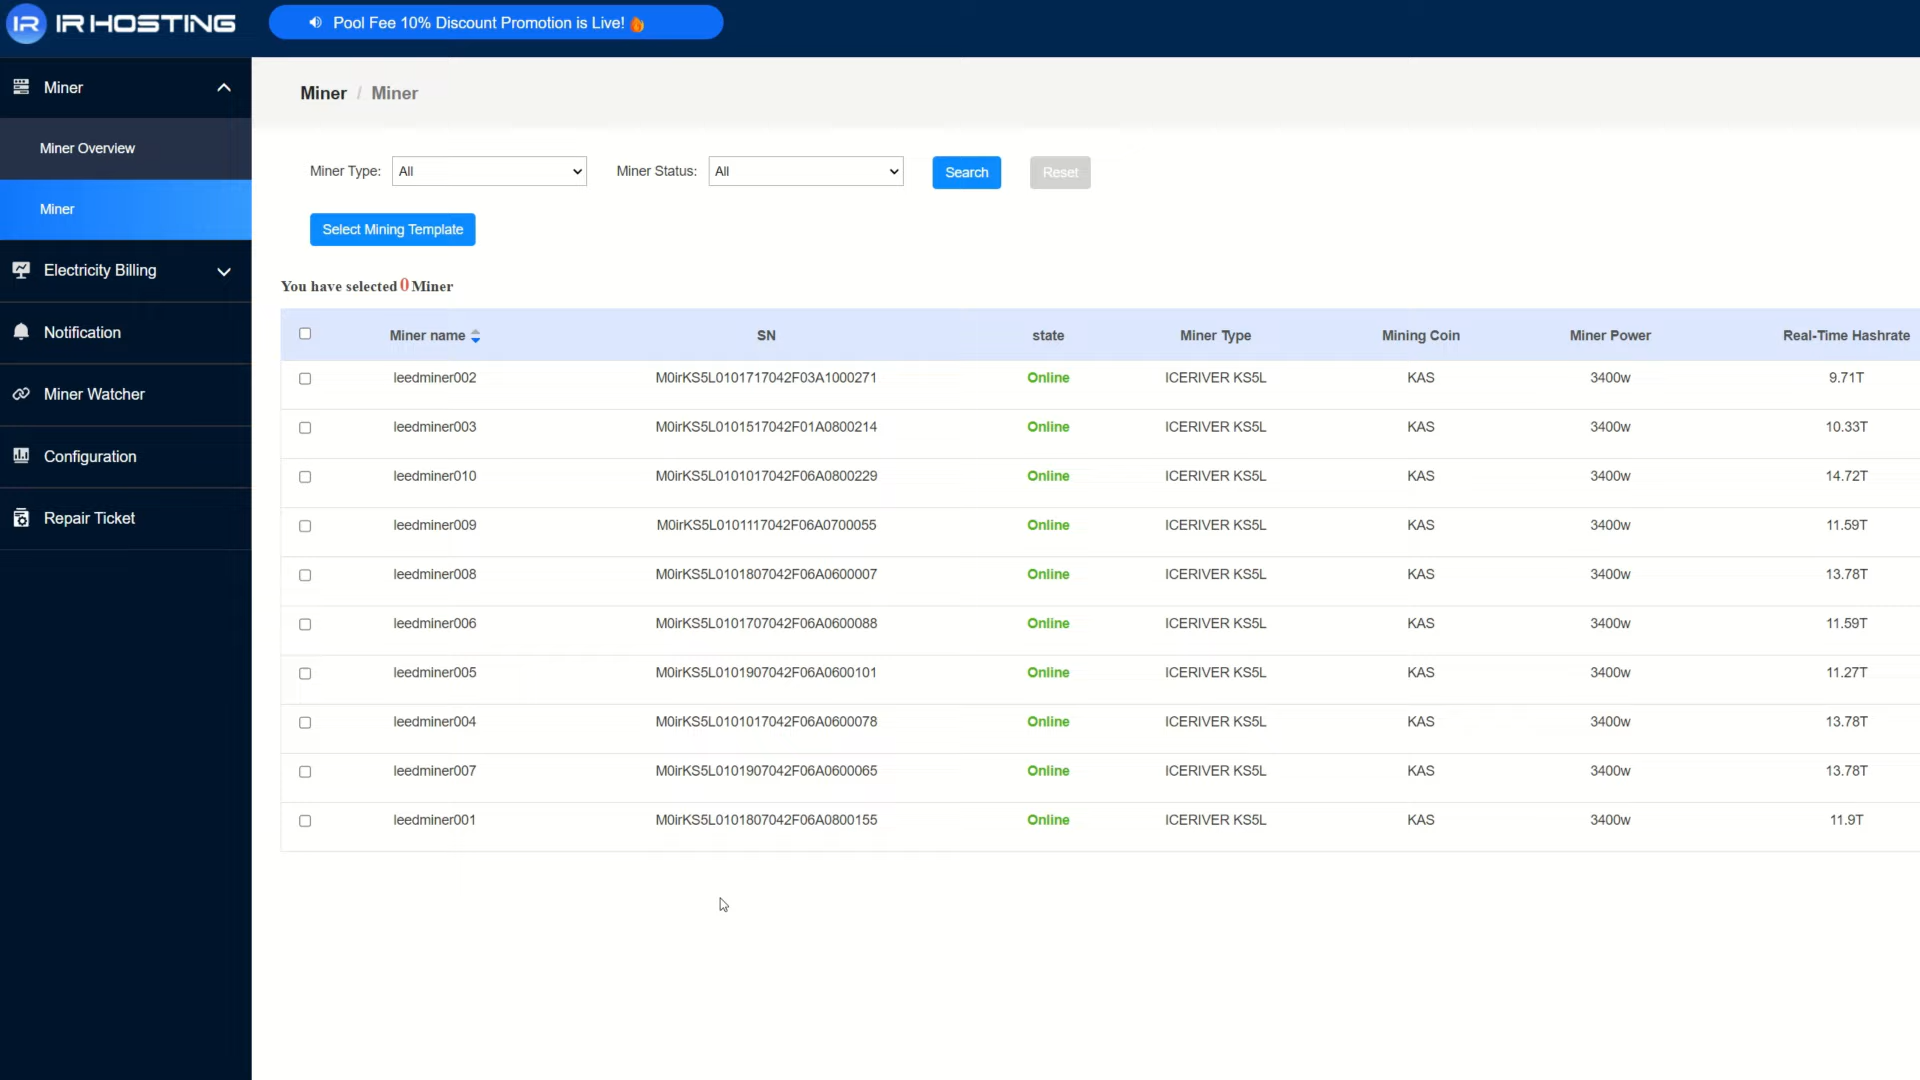 IR IR HOSTING
Pool Fee 10% Discount Promotion is Live!
Miner
Miner Overview
Miner
Electricity Billing
Notification
Miner Watcher
Configuration
Repair Ticket
Miner / Miner
Miner Type: All Miner Status: All Search Reset
Select Mining Template
You have selected 0 Miner
Miner name SN state Miner Type Mining Coin Miner Power Real-Time Hashrate
leedminer002 M0irKS5L0101717042F03A1000271 Online ICERIVER KS5L KAS 3400w 9.71T
leedminer003 M0irKS5L0101517042F01A0800214 Online ICERIVER KS5L KAS 3400w 10.33T
leedminer010 M0irKS5L0101017042F06A0800229 Online ICERIVER KS5L KAS 3400w 14.72T
leedminer009 M0irKS5L0101117042F06A0700055 Online ICERIVER KS5L KAS 3400w 11.59T
leedminer008 M0irKS5L0101807042F06A0600007 Online ICERIVER KS5L KAS 3400w 13.78T
leedminer006 M0irKS5L0101707042F06A0600088 Online ICERIVER KS5L KAS 3400w 11.59T
leedminer005 M0irKS5L0101907042F06A0600101 Online ICERIVER KS5L KAS 3400w 11.27T
leedminer004 M0irKS5L0101017042F06A0600078 Online ICERIVER KS5L KAS 3400w 13.78T
leedminer007 M0irKS5L0101907042F06A0600065 Online ICERIVER KS5L KAS 3400w 13.78T
leedminer001 M0irKS5L0101807042F06A0800155 Online ICERIVER KS5L KAS 3400w 11.9T